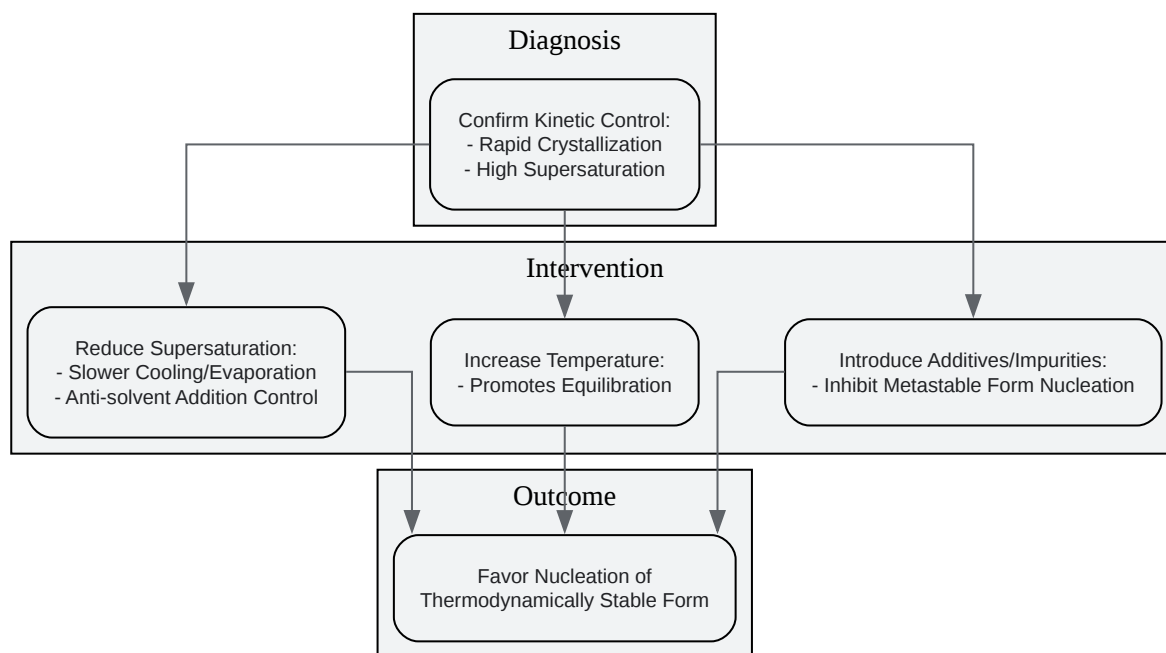 Diagnosis
Confirm Kinetic Control:
- Rapid Crystallization
- High Supersaturation
Intervention
Reduce Supersaturation:
- Slower Cooling/Evaporation
- Anti-solvent Addition Control
Increase Temperature:
- Promotes Equilibration
Introduce Additives/Impurities:
- Inhibit Metastable Form Nucleation
Outcome
Favor Nucleation of
Thermodynamically Stable Form